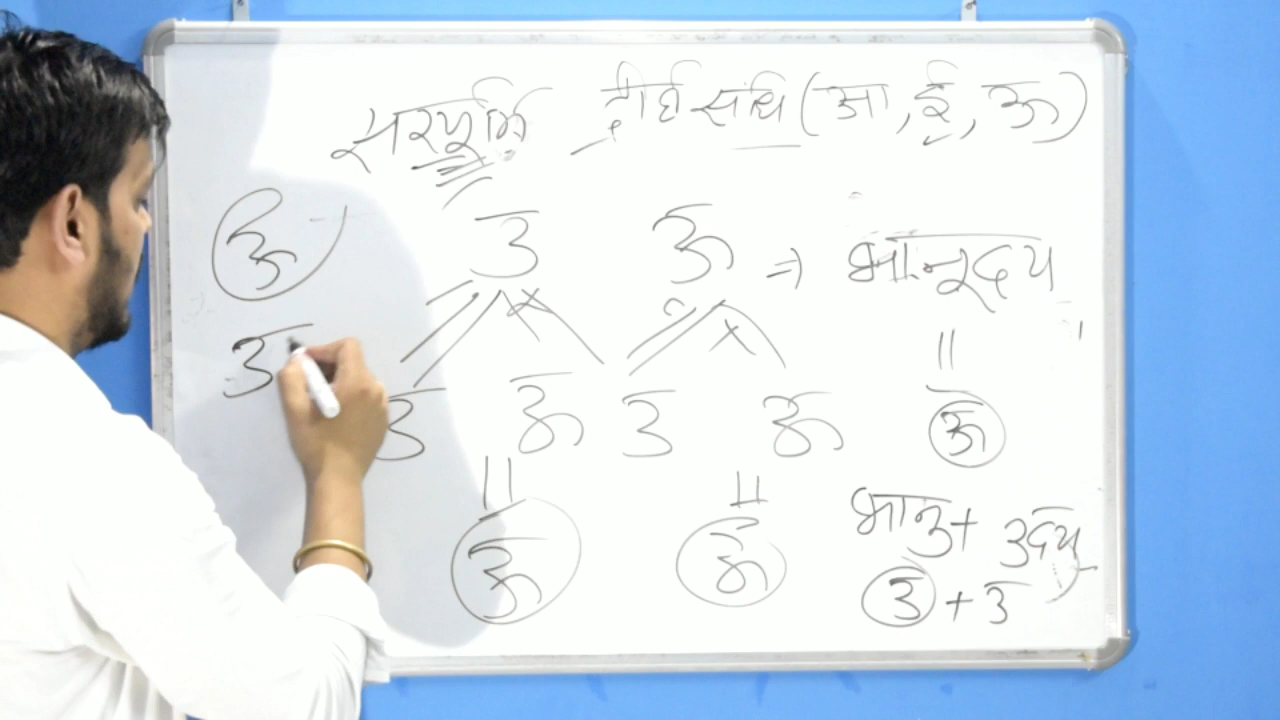 सरयूर्मि दीर्घ संधि (आ, ई, ऊ)
ऊ उ ऊ ⇒ भानूदय
उ
उ ऊ उ ऊ = ऊ
= ऊ = ऊ
भानु + उदय
उ + उ